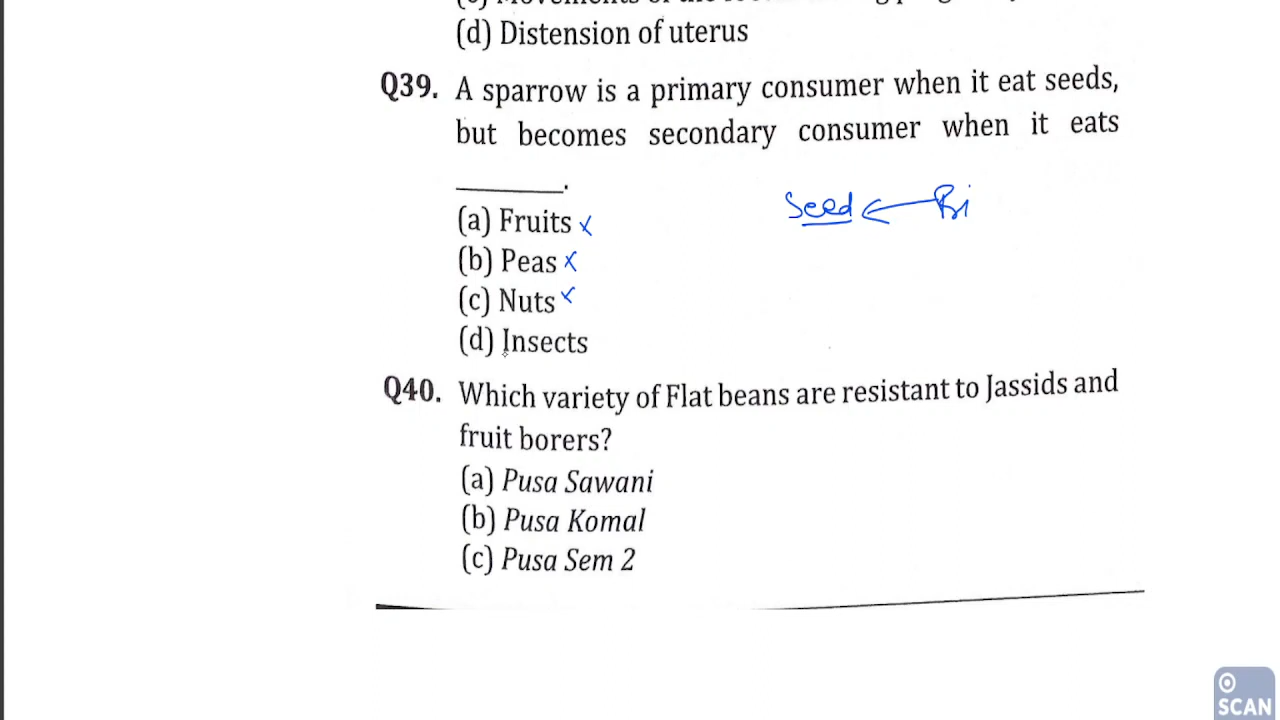 (d) Distension of uterus
Q39. A sparrow is a primary consumer when it eat seeds,
but becomes secondary consumer when it eats
________.
Seed ← Bi
(a) Fruits ×
(b) Peas ×
(c) Nuts ×
(d) Insects
Q40. Which variety of Flat beans are resistant to Jassids and
fruit borers?
(a) Pusa Sawani
(b) Pusa Komal
(c) Pusa Sem 2
SCAN